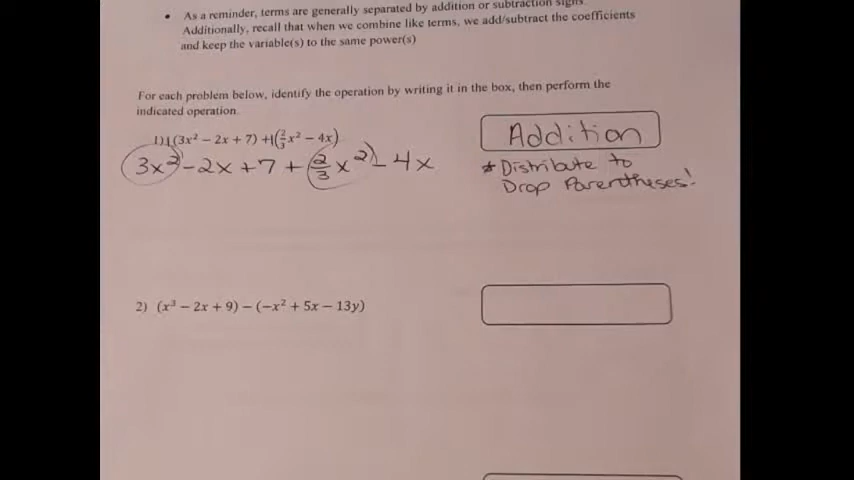 • As a reminder, terms are generally separated by addition or subtraction signs.
Additionally, recall that when we combine like terms, we add/subtract the coefficients
and keep the variable(s) to the same power(s)
For each problem below, identify the operation by writing it in the box, then perform the
indicated operation.
1) 1(3x² − 2x + 7) + 1(⅔x² − 4x)
Addition
3x² − 2x + 7 + ⅔x² − 4x
* Distribute to
Drop Parentheses!
2) (x³ − 2x + 9) − (−x² + 5x − 13y)